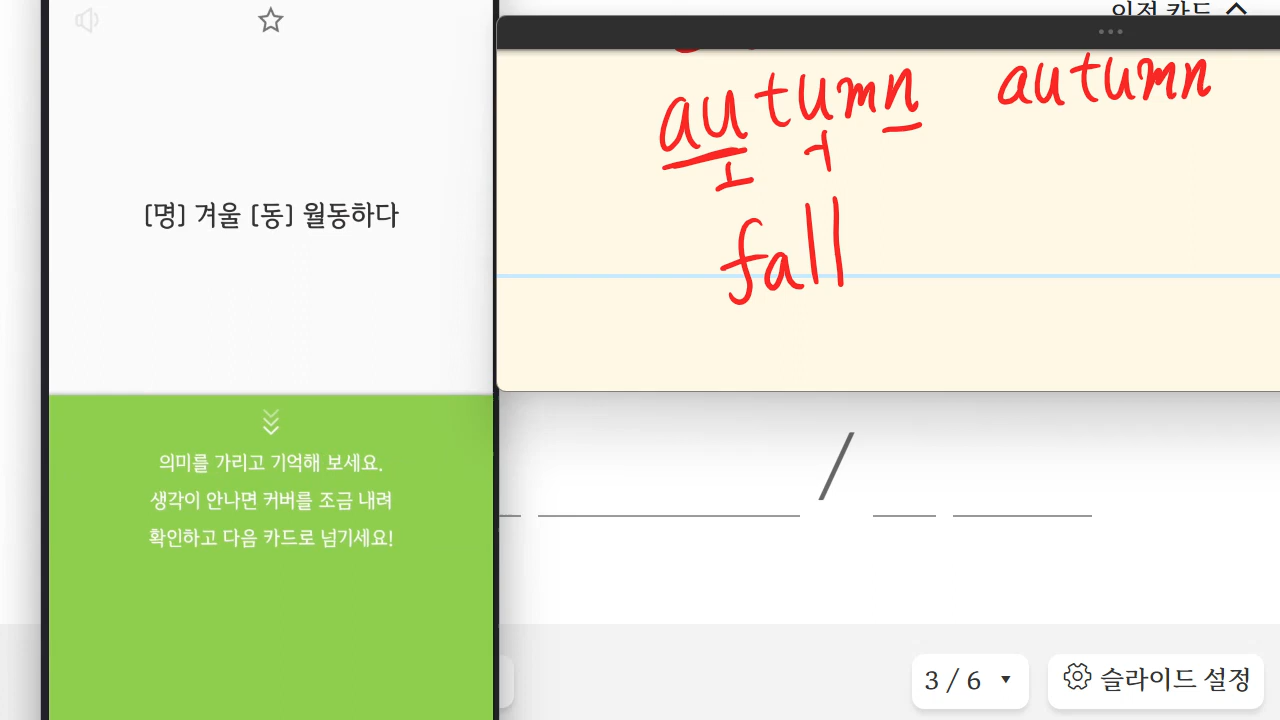 [명] 겨울 [동] 월동하다
의미를 가리고 기억해 보세요.
생각이 안나면 커버를 조금 내려
확인하고 다음 카드로 넘기세요!
이전 카드
autumn autumn
ㅗ ㅓ
fall
/
3 / 6
슬라이드 설정